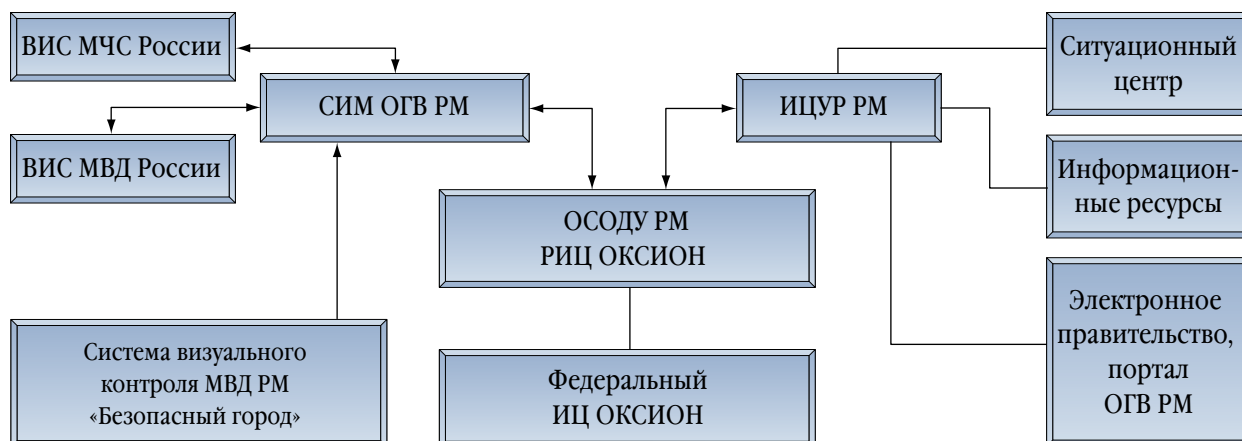 ВИС МЧС России
СИМ ОГВ РМ
ВИС МВД России
ИЦУР РМ
Ситуационный
центр
Информацион-
ные ресурсы
ОСОДУ РМ
РИЦ ОКСИОН
Система визуального
контроля МВД РМ
«Безопасный город»
Федеральный
ИЦ ОКСИОН
Электронное
правительство,
портал
ОГВ РМ